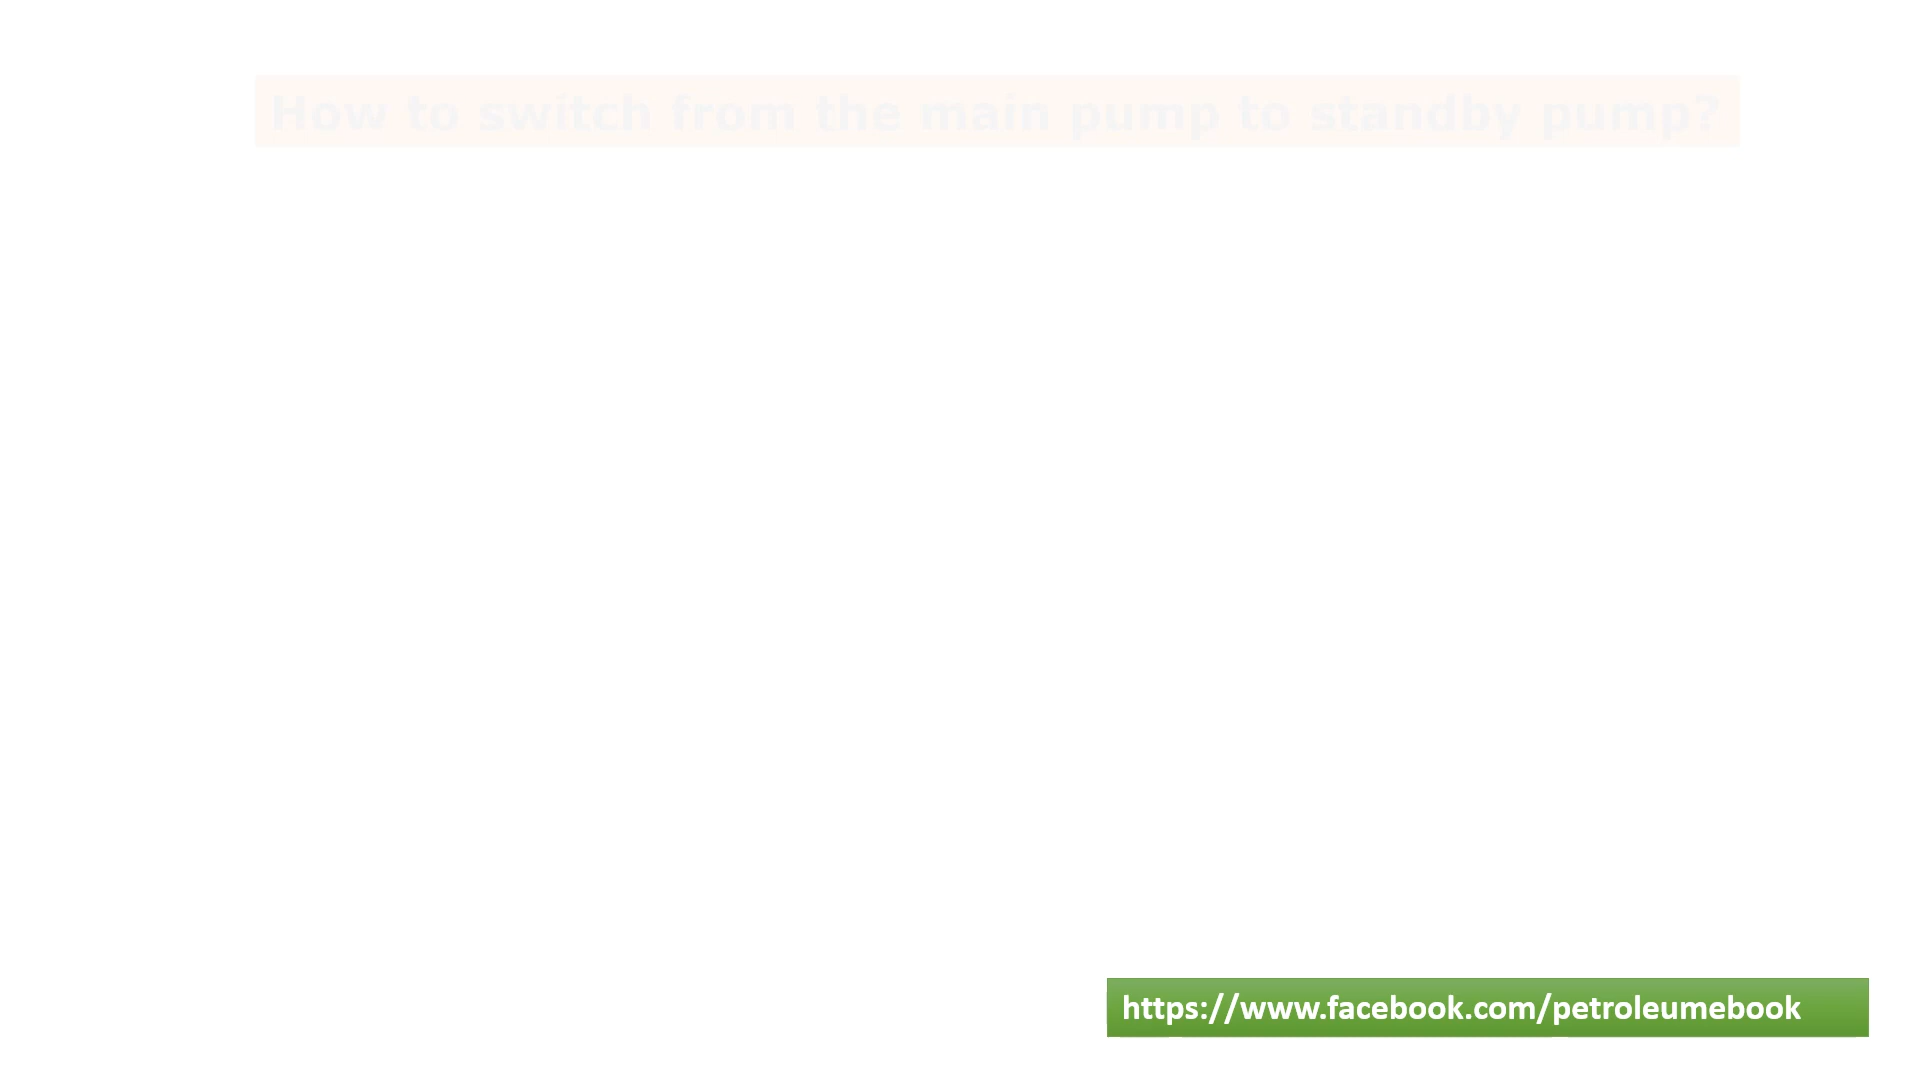 How to switch from the main pump to standby pump?
https://www.facebook.com/petroleumebook